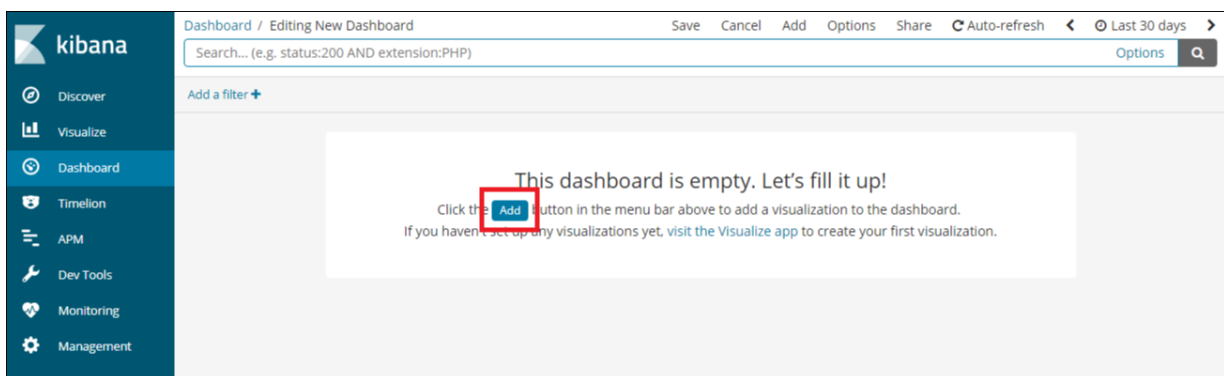 kibana
Discover
Visualize
Dashboard
Timelion
APM
Dev Tools
Monitoring
Management
Dashboard / Editing New Dashboard
Save Cancel Add Options Share Auto-refresh Last 30 days
Search... (e.g. status:200 AND extension:PHP)
Options
Add a filter +
This dashboard is empty. Let's fill it up!
Click the Add button in the menu bar above to add a visualization to the dashboard.
If you haven't set up any visualizations yet, visit the Visualize app to create your first visualization.